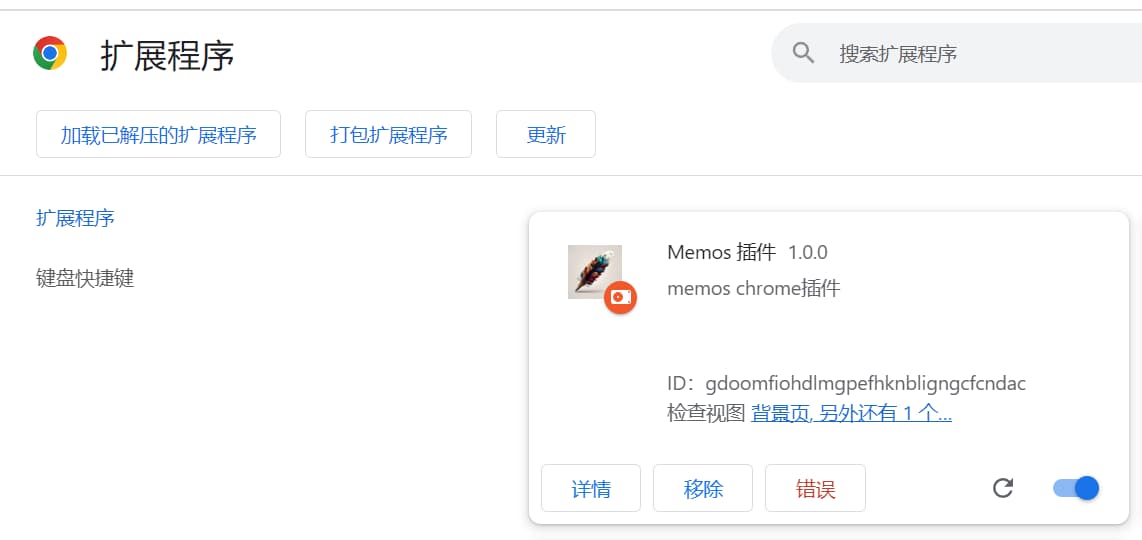 扩展程序
搜索扩展程序
加载已解压的扩展程序
打包扩展程序
更新
扩展程序
键盘快捷键
Memos 插件 1.0.0
memos chrome插件
ID：gdoomfiohdlmgpefhknbligngcfcndac
检查视图 背景页, 另外还有 1 个...
详情
移除
错误